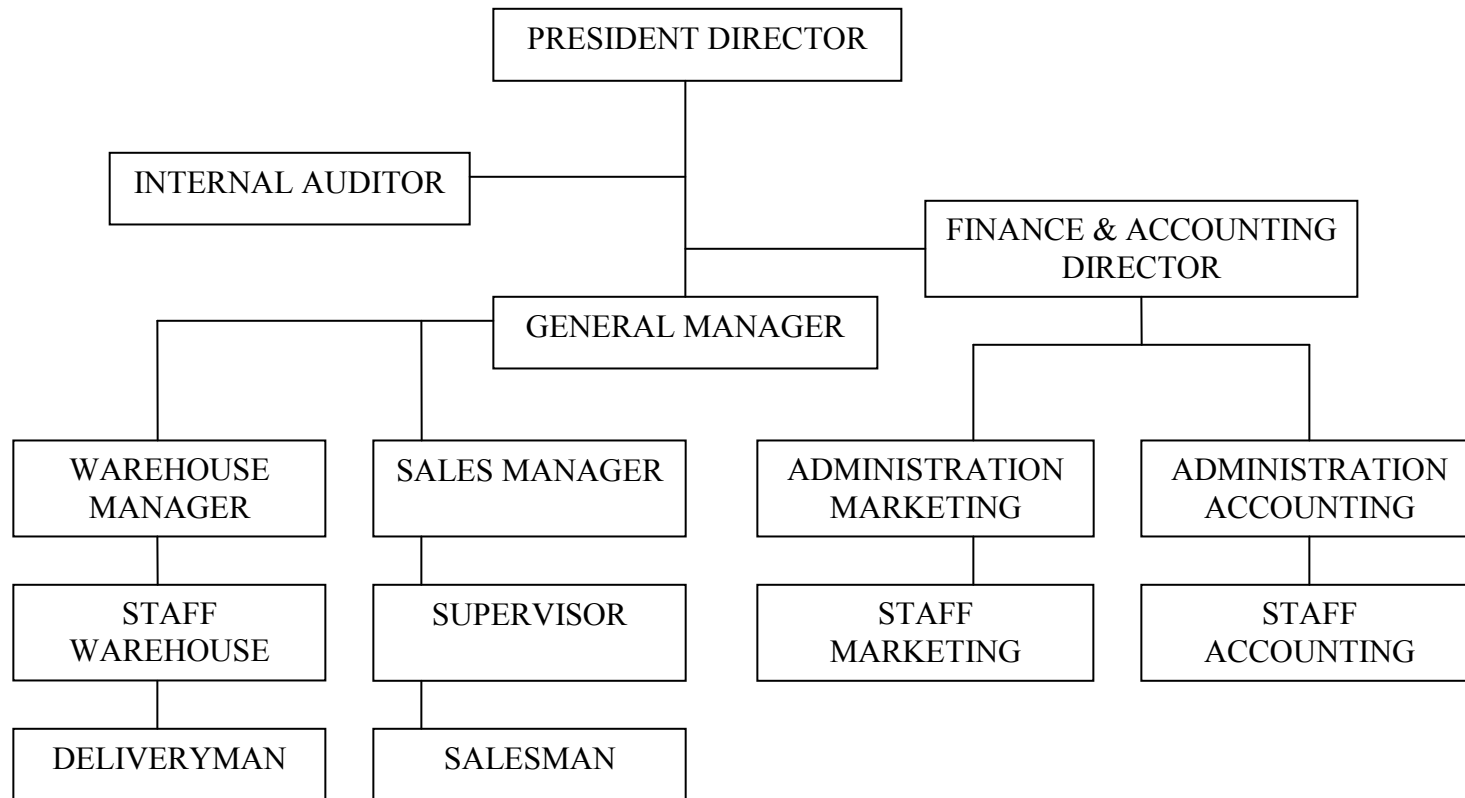 PRESIDENT DIRECTOR
INTERNAL AUDITOR
FINANCE & ACCOUNTING
DIRECTOR
GENERAL MANAGER
WAREHOUSE
MANAGER
SALES MANAGER
ADMINISTRATION
MARKETING
ADMINISTRATION
ACCOUNTING
STAFF
WAREHOUSE
SUPERVISOR
STAFF
MARKETING
STAFF
ACCOUNTING
DELIVERYMAN
SALESMAN